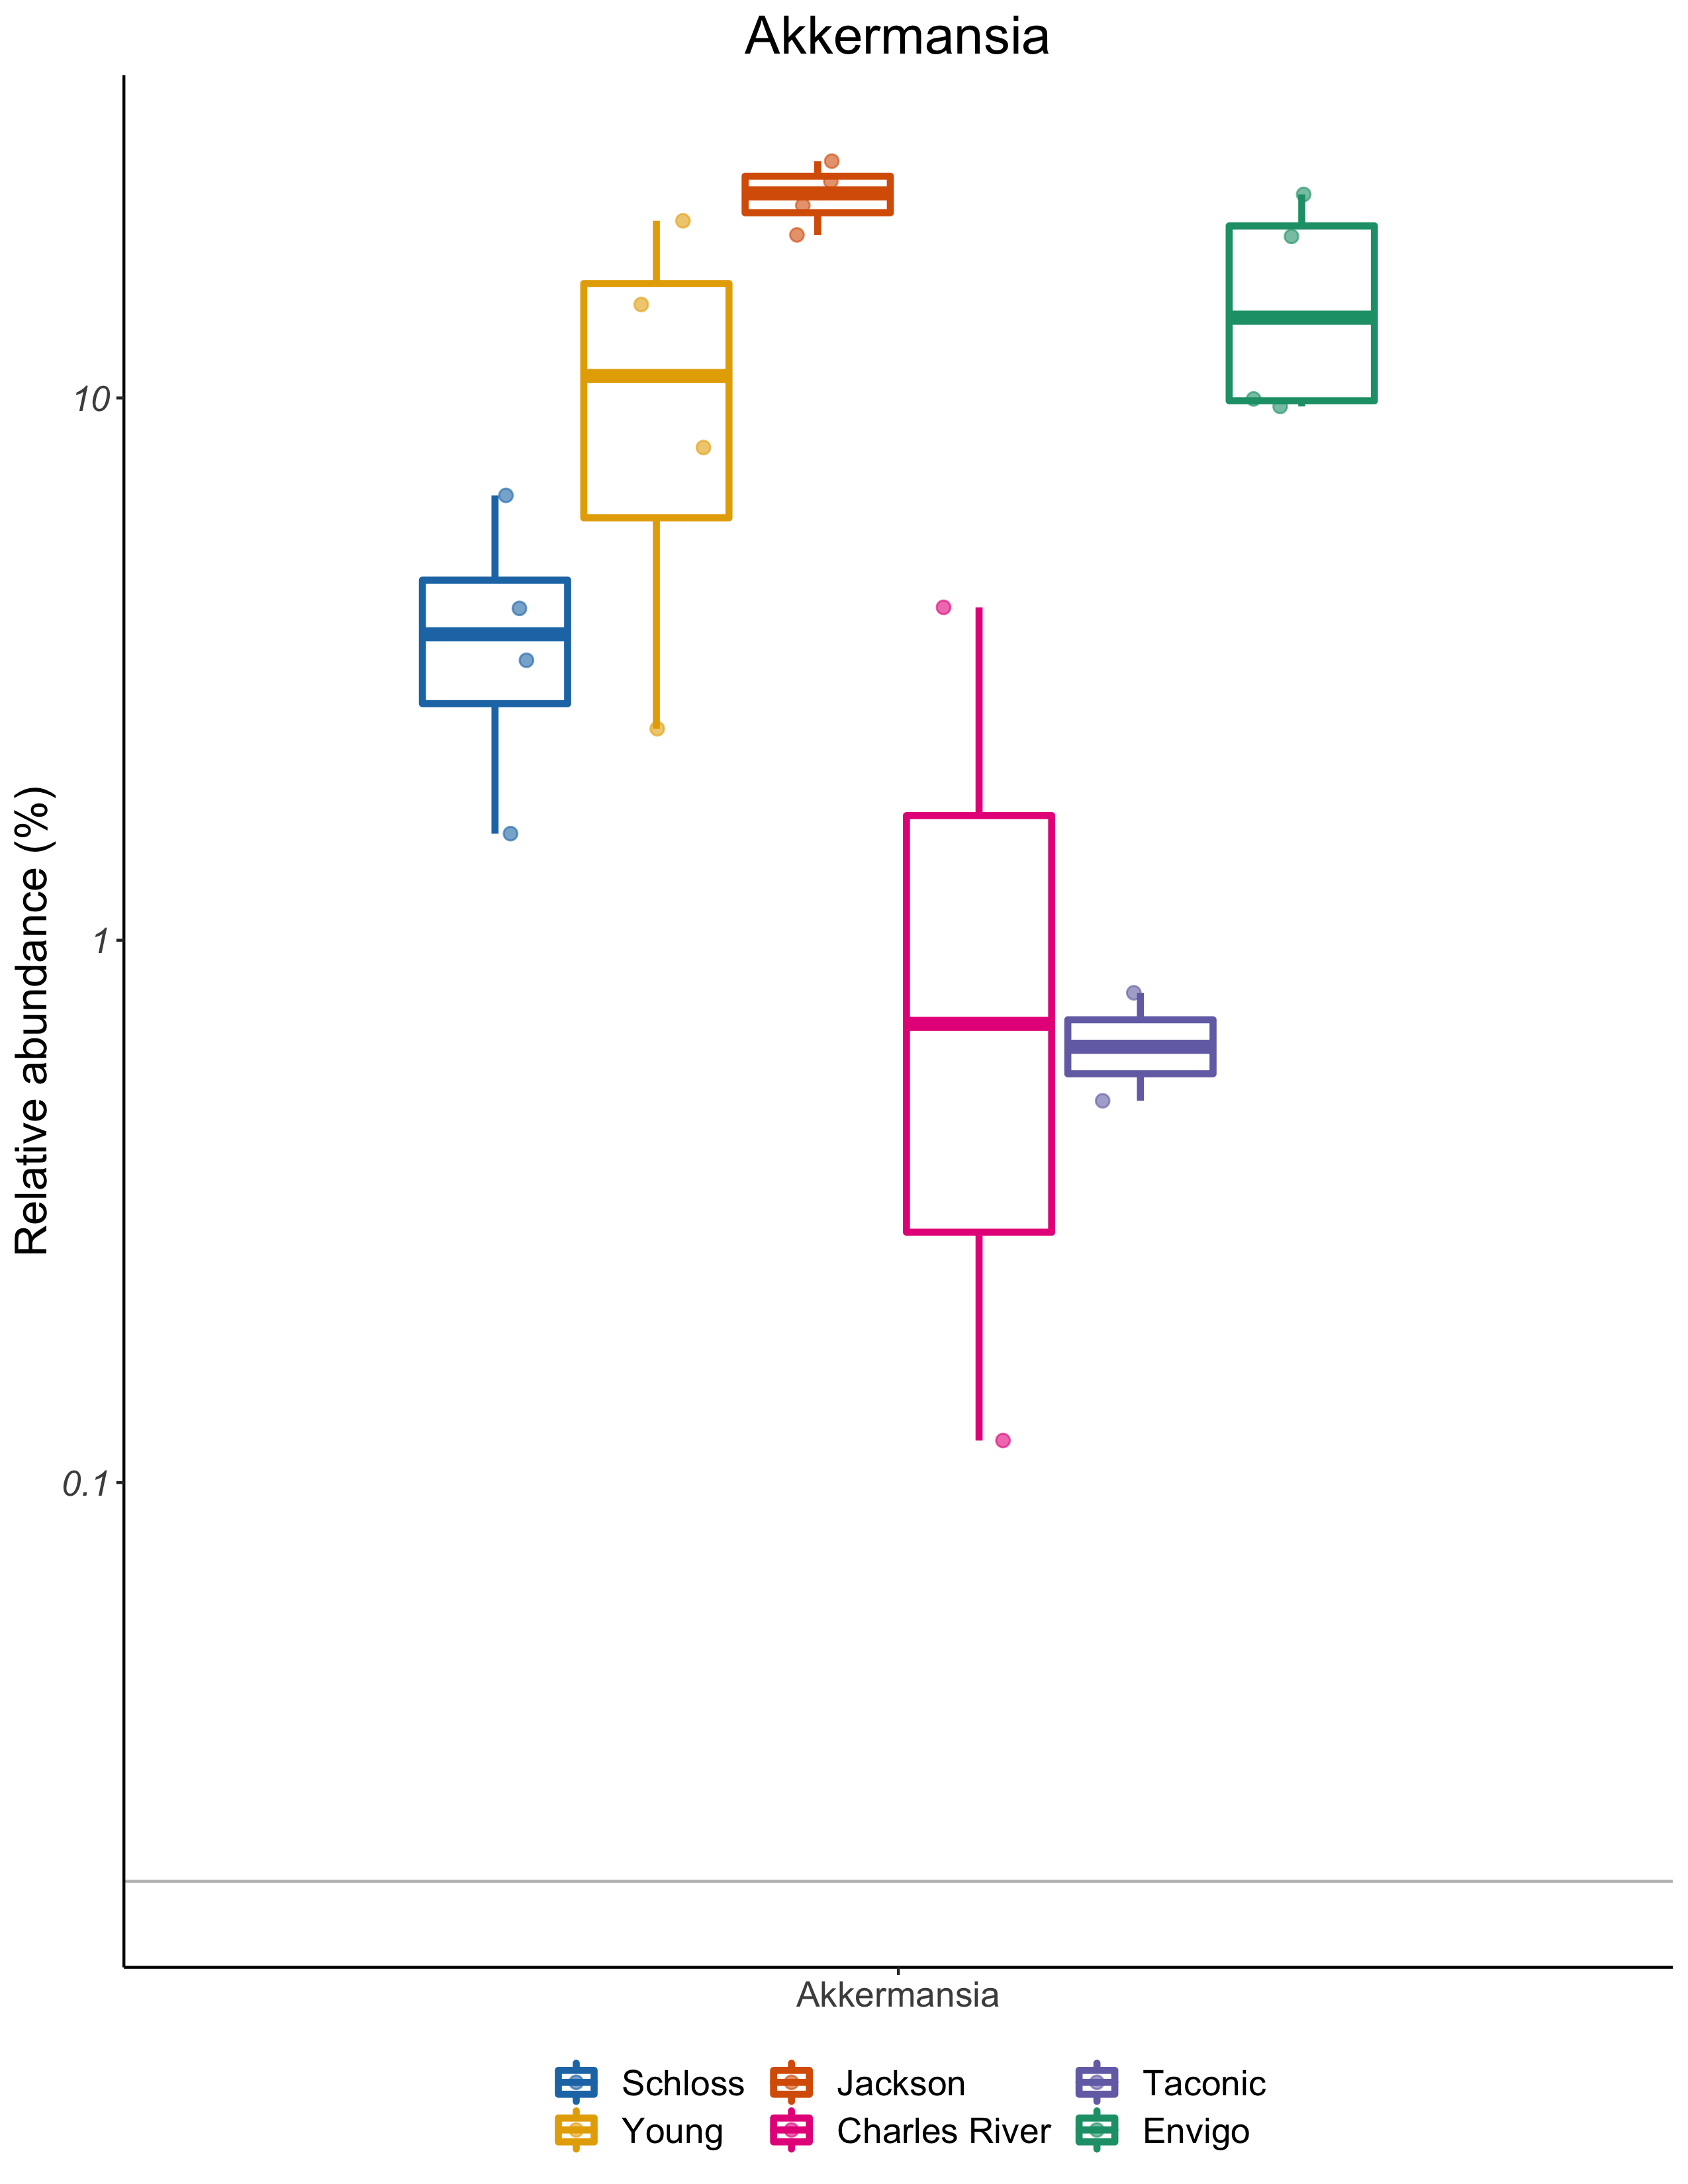 Akkermansia
Relative abundance (%)
10
1
0.1
Akkermansia
Schloss
Jackson
Taconic
Young
Charles River
Envigo